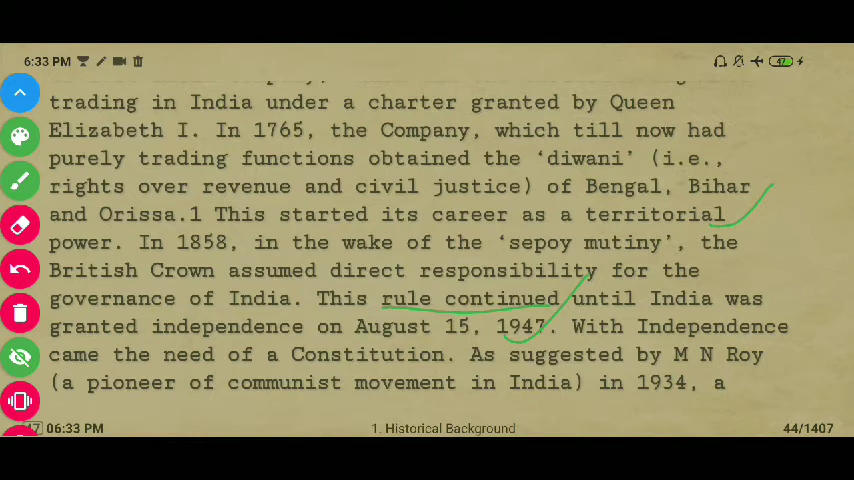 6:33 PM
47
trading in India under a charter granted by Queen
Elizabeth I. In 1765, the Company, which till now had
purely trading functions obtained the ‘diwani’ (i.e.,
rights over revenue and civil justice) of Bengal, Bihar
and Orissa.1 This started its career as a territorial
power. In 1858, in the wake of the ‘sepoy mutiny’, the
British Crown assumed direct responsibility for the
governance of India. This rule continued until India was
granted independence on August 15, 1947. With Independence
came the need of a Constitution. As suggested by M N Roy
(a pioneer of communist movement in India) in 1934, a
47 06:33 PM 1. Historical Background 44/1407